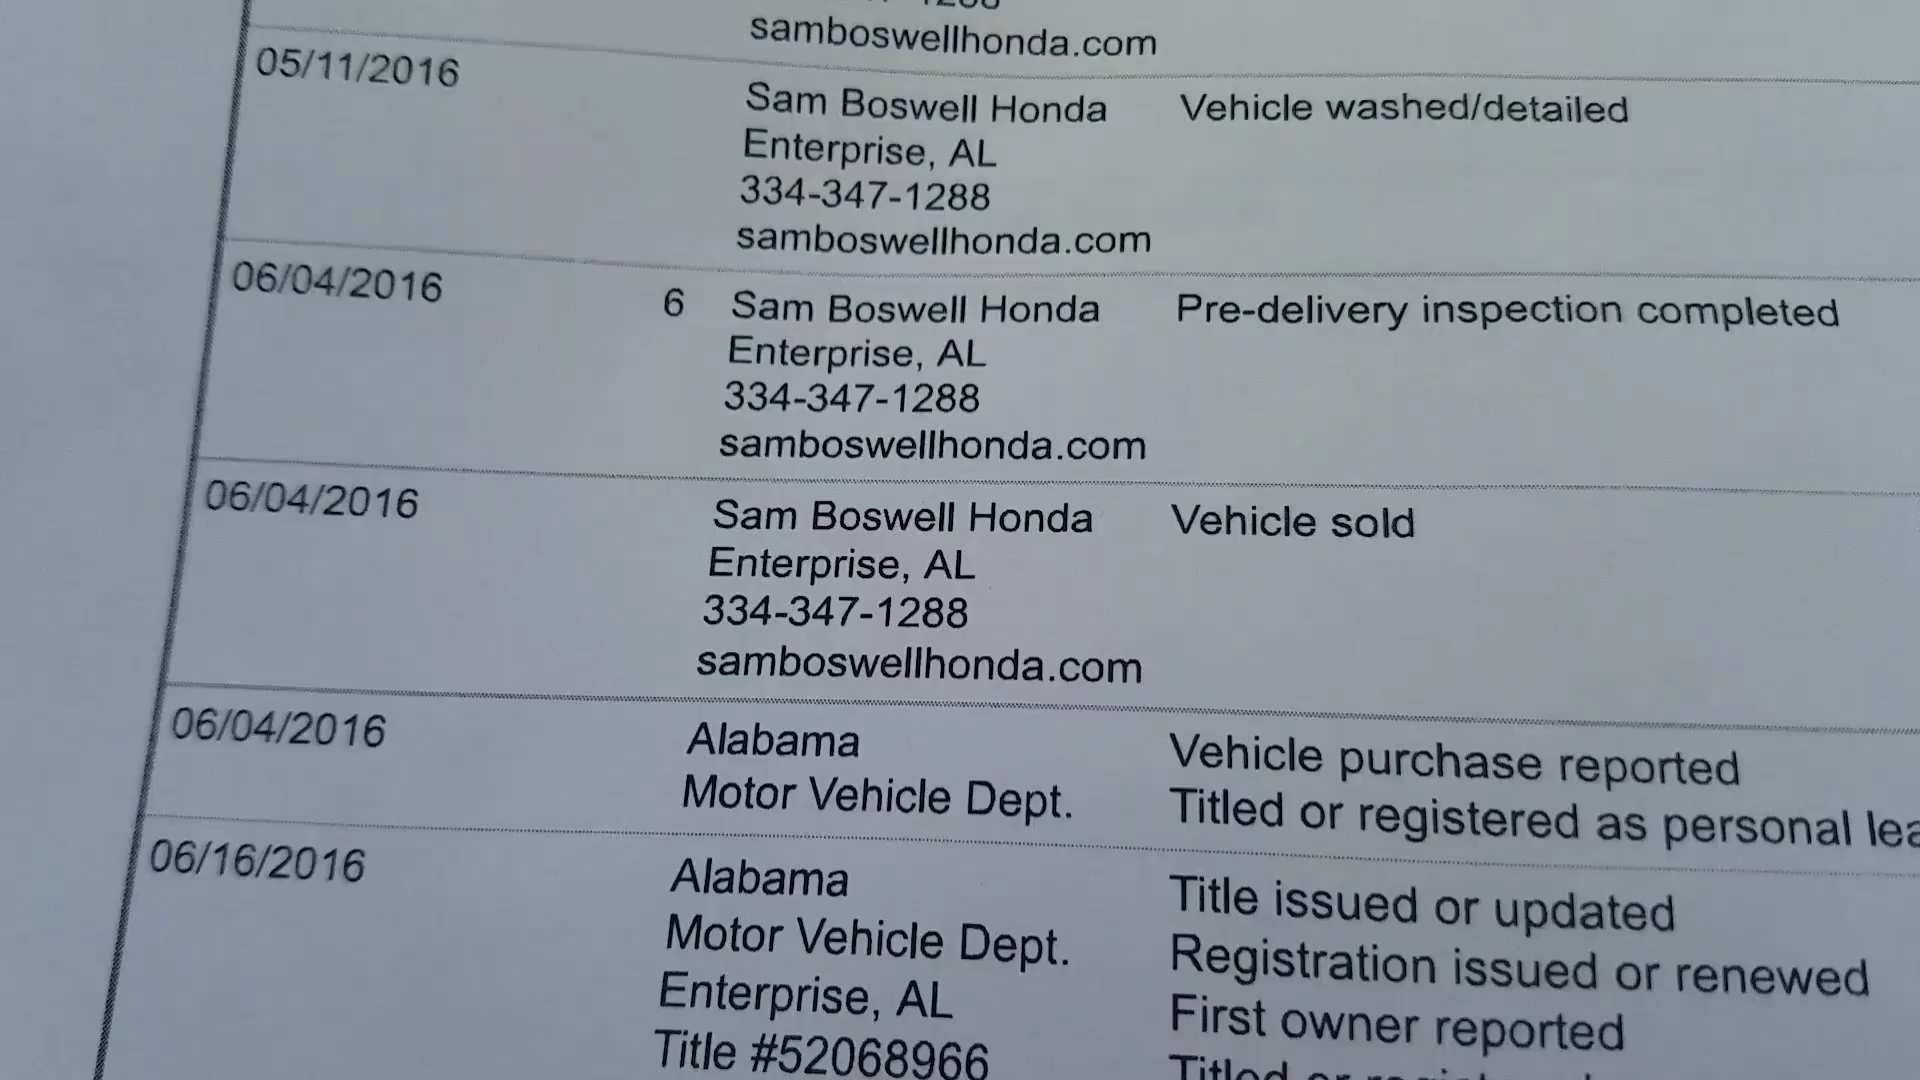 samboswellhonda.com
05/11/2016
Sam Boswell Honda
Vehicle washed/detailed
Enterprise, AL
334-347-1288
samboswellhonda.com
06/04/2016
6
Sam Boswell Honda
Pre-delivery inspection completed
Enterprise, AL
334-347-1288
samboswellhonda.com
06/04/2016
Sam Boswell Honda
Vehicle sold
Enterprise, AL
334-347-1288
samboswellhonda.com
06/04/2016
Alabama
Motor Vehicle Dept.
Vehicle purchase reported
Titled or registered as personal lea
06/16/2016
Alabama
Motor Vehicle Dept.
Enterprise, AL
Title #52068966
Title issued or updated
Registration issued or renewed
First owner reported
Titled or